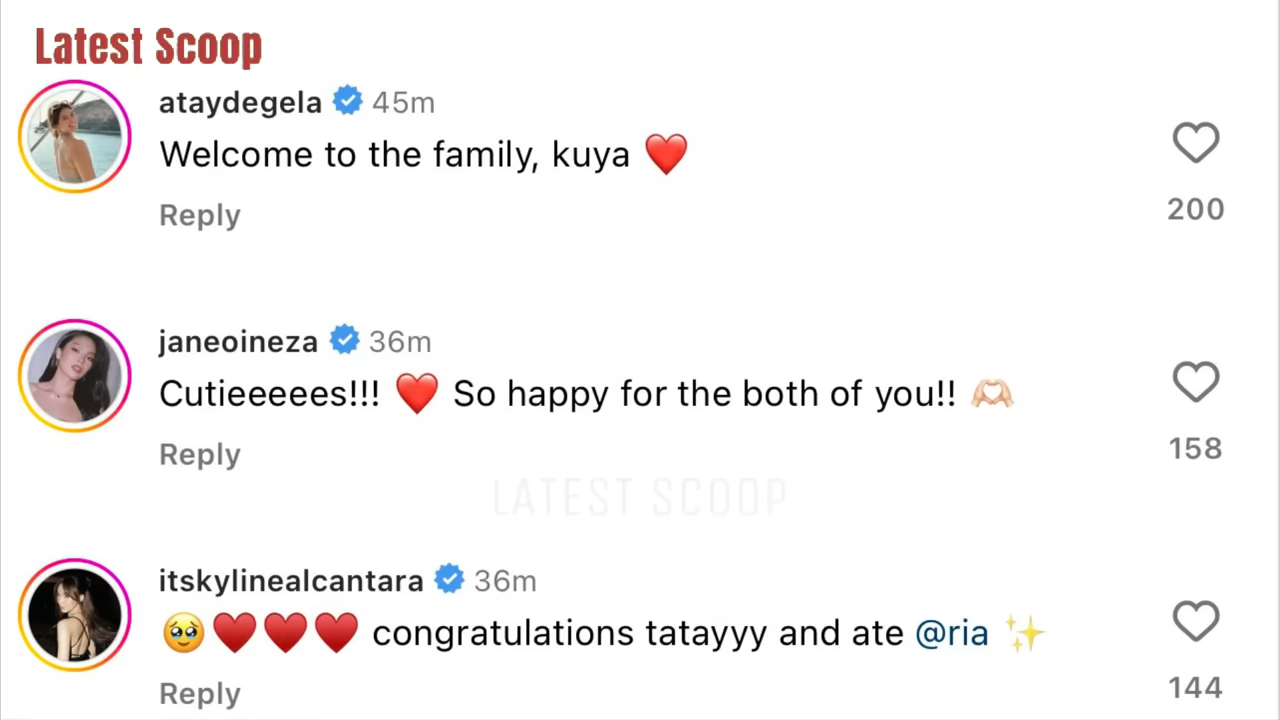 Latest Scoop
ataydegela 45m
Welcome to the family, kuya ❤️
Reply
200
janeoineza 36m
Cutieeeees!!! ❤️ So happy for the both of you!! 🫶🏻
Reply
158
LATEST SCOOP
itskylinealcantara 36m
🥹♥️♥️♥️ congratulations tatayyy and ate @ria ✨
Reply
144